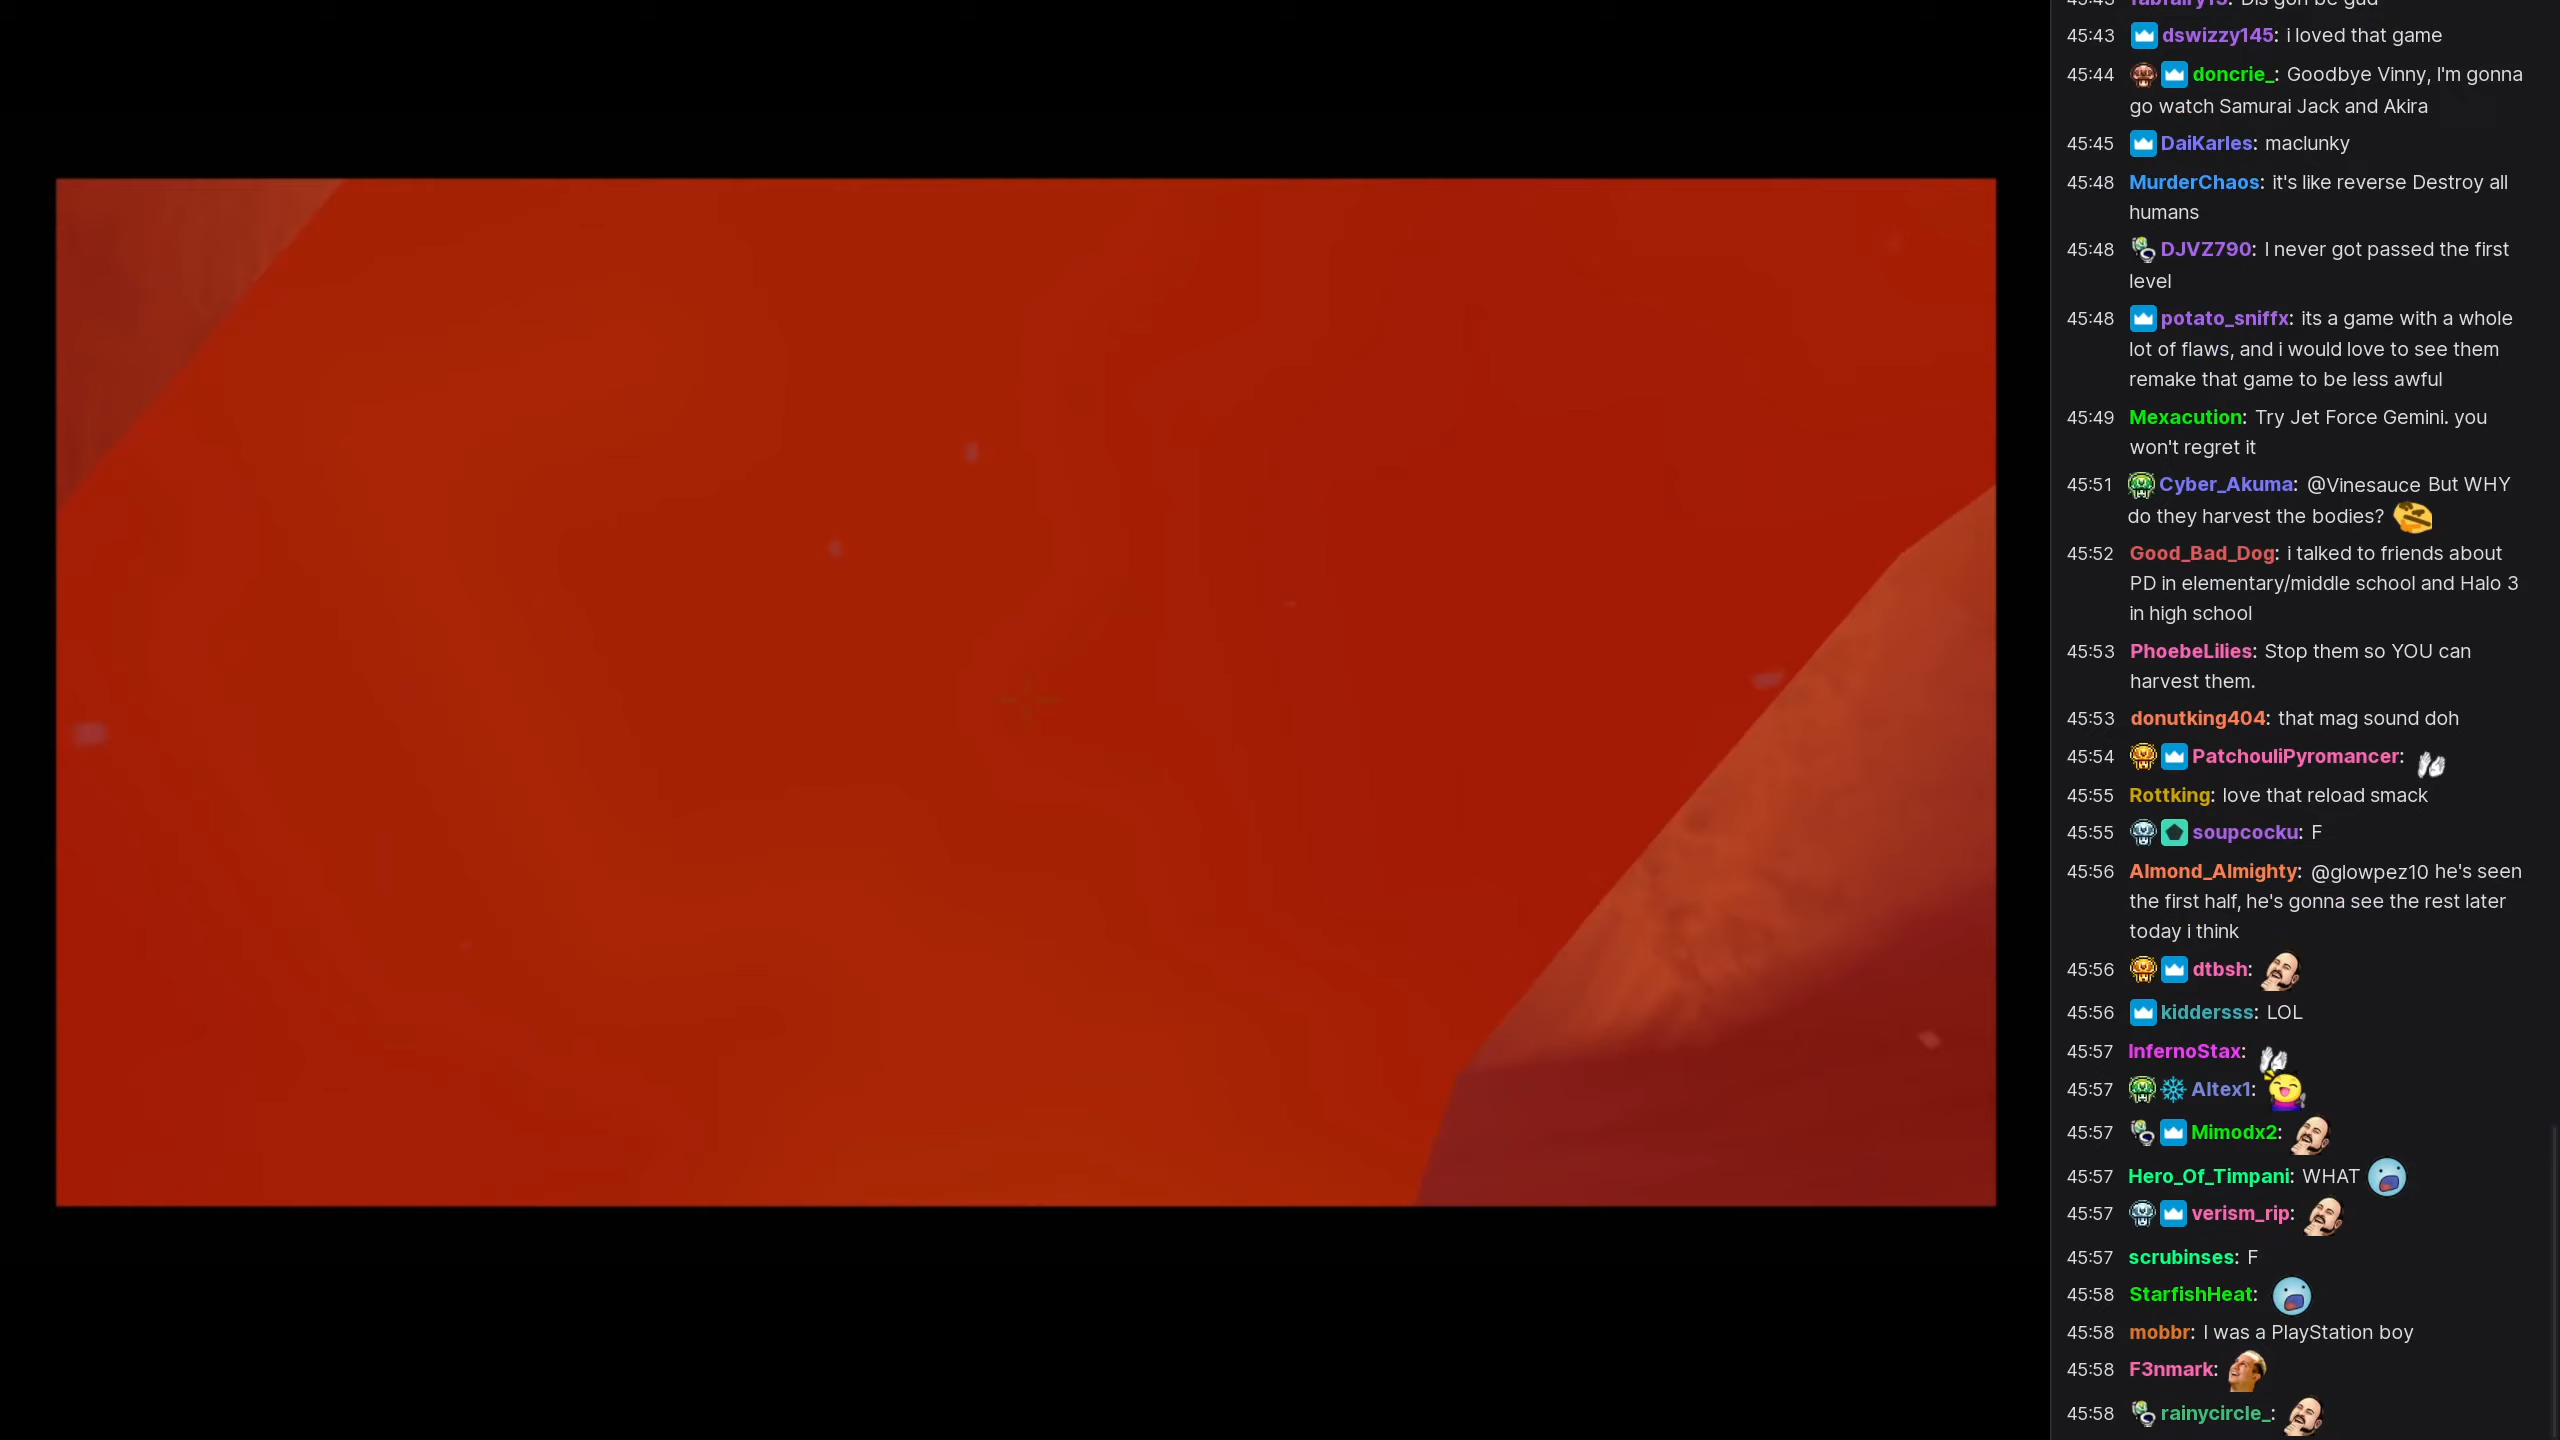 45:43 fabfairy13: Dis gon be gud
45:43 dswizzy145: i loved that game
45:44 doncrie_: Goodbye Vinny, I'm gonna
go watch Samurai Jack and Akira
45:45 DaiKarles: maclunky
45:48 MurderChaos: it's like reverse Destroy all
humans
45:48 DJVZ790: I never got passed the first
level
45:48 potato_sniffx: its a game with a whole
lot of flaws, and i would love to see them
remake that game to be less awful
45:49 Mexacution: Try Jet Force Gemini. you
won't regret it
45:51 Cyber_Akuma: @Vinesauce But WHY
do they harvest the bodies?
45:52 Good_Bad_Dog: i talked to friends about
PD in elementary/middle school and Halo 3
in high school
45:53 PhoebeLilies: Stop them so YOU can
harvest them.
45:53 donutking404: that mag sound doh
45:54 PatchouliPyromancer:
45:55 Rottking: love that reload smack
45:55 soupcocku: F
45:56 Almond_Almighty: @glowpez10 he's seen
the first half, he's gonna see the rest later
today i think
45:56 dtbsh:
45:56 kiddersss: LOL
45:57 InfernoStax:
45:57 Altex1:
45:57 Mimodx2:
45:57 Hero_Of_Timpani: WHAT
45:57 verism_rip:
45:57 scrubinses: F
45:58 StarfishHeat:
45:58 mobbr: I was a PlayStation boy
45:58 F3nmark:
45:58 rainycircle_: